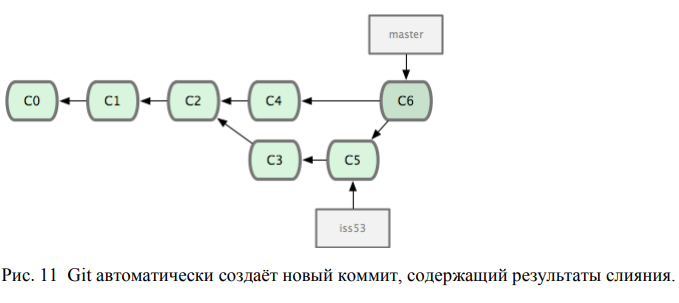 master
C0
C1
C2
C4
C6
C3
C5
iss53
Рис. 11 Git автоматически создаёт новый коммит, содержащий результаты слияния.